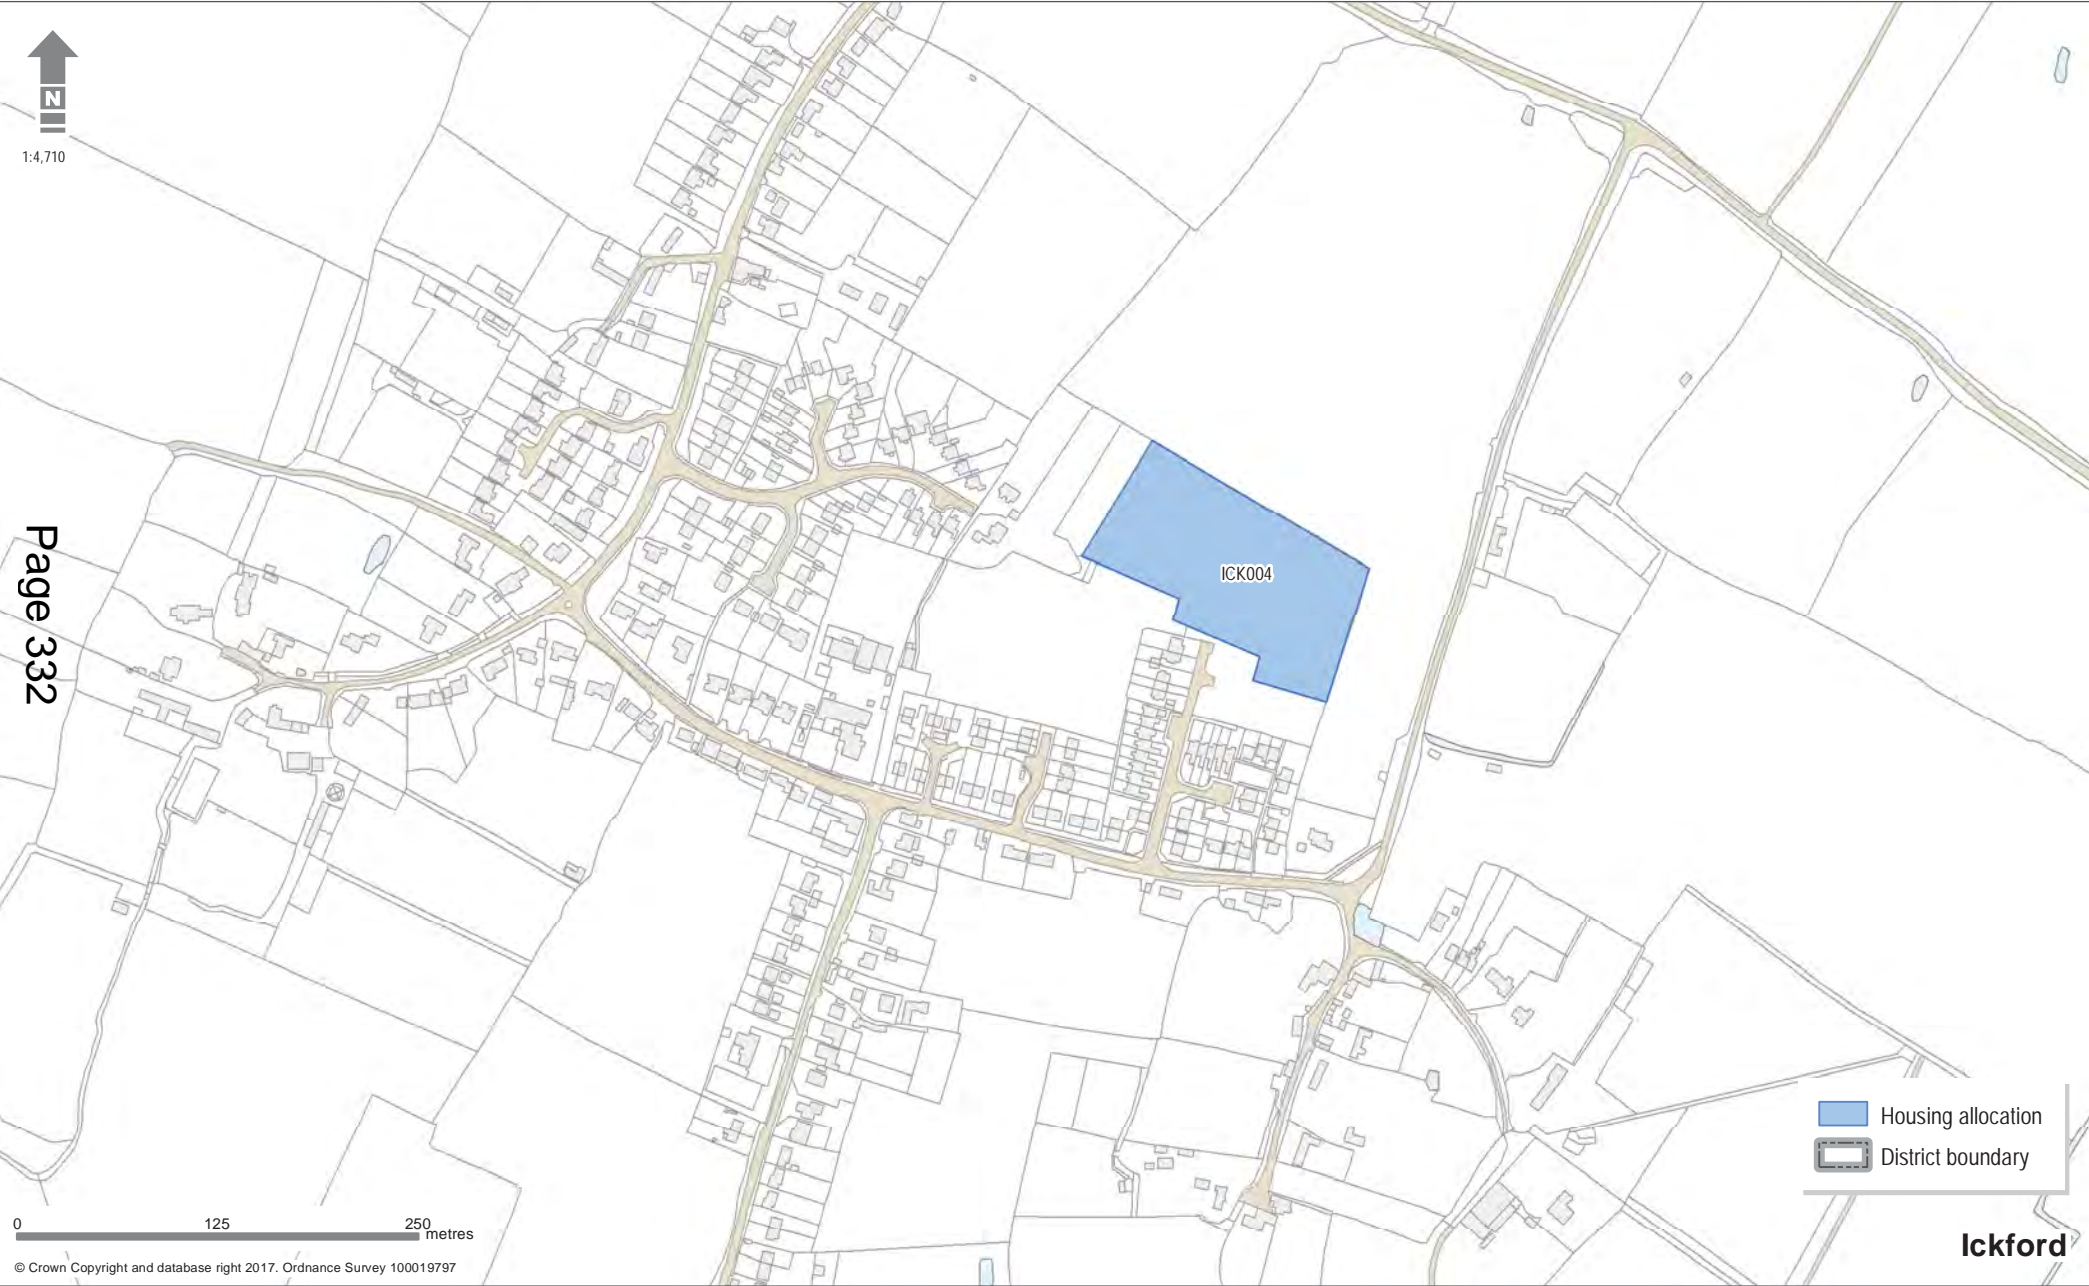 N
1:4,710
Page 332
ICK004
Housing allocation
District boundary
0 125 250
metres
© Crown Copyright and database right 2017. Ordnance Survey 100019797
Ickford